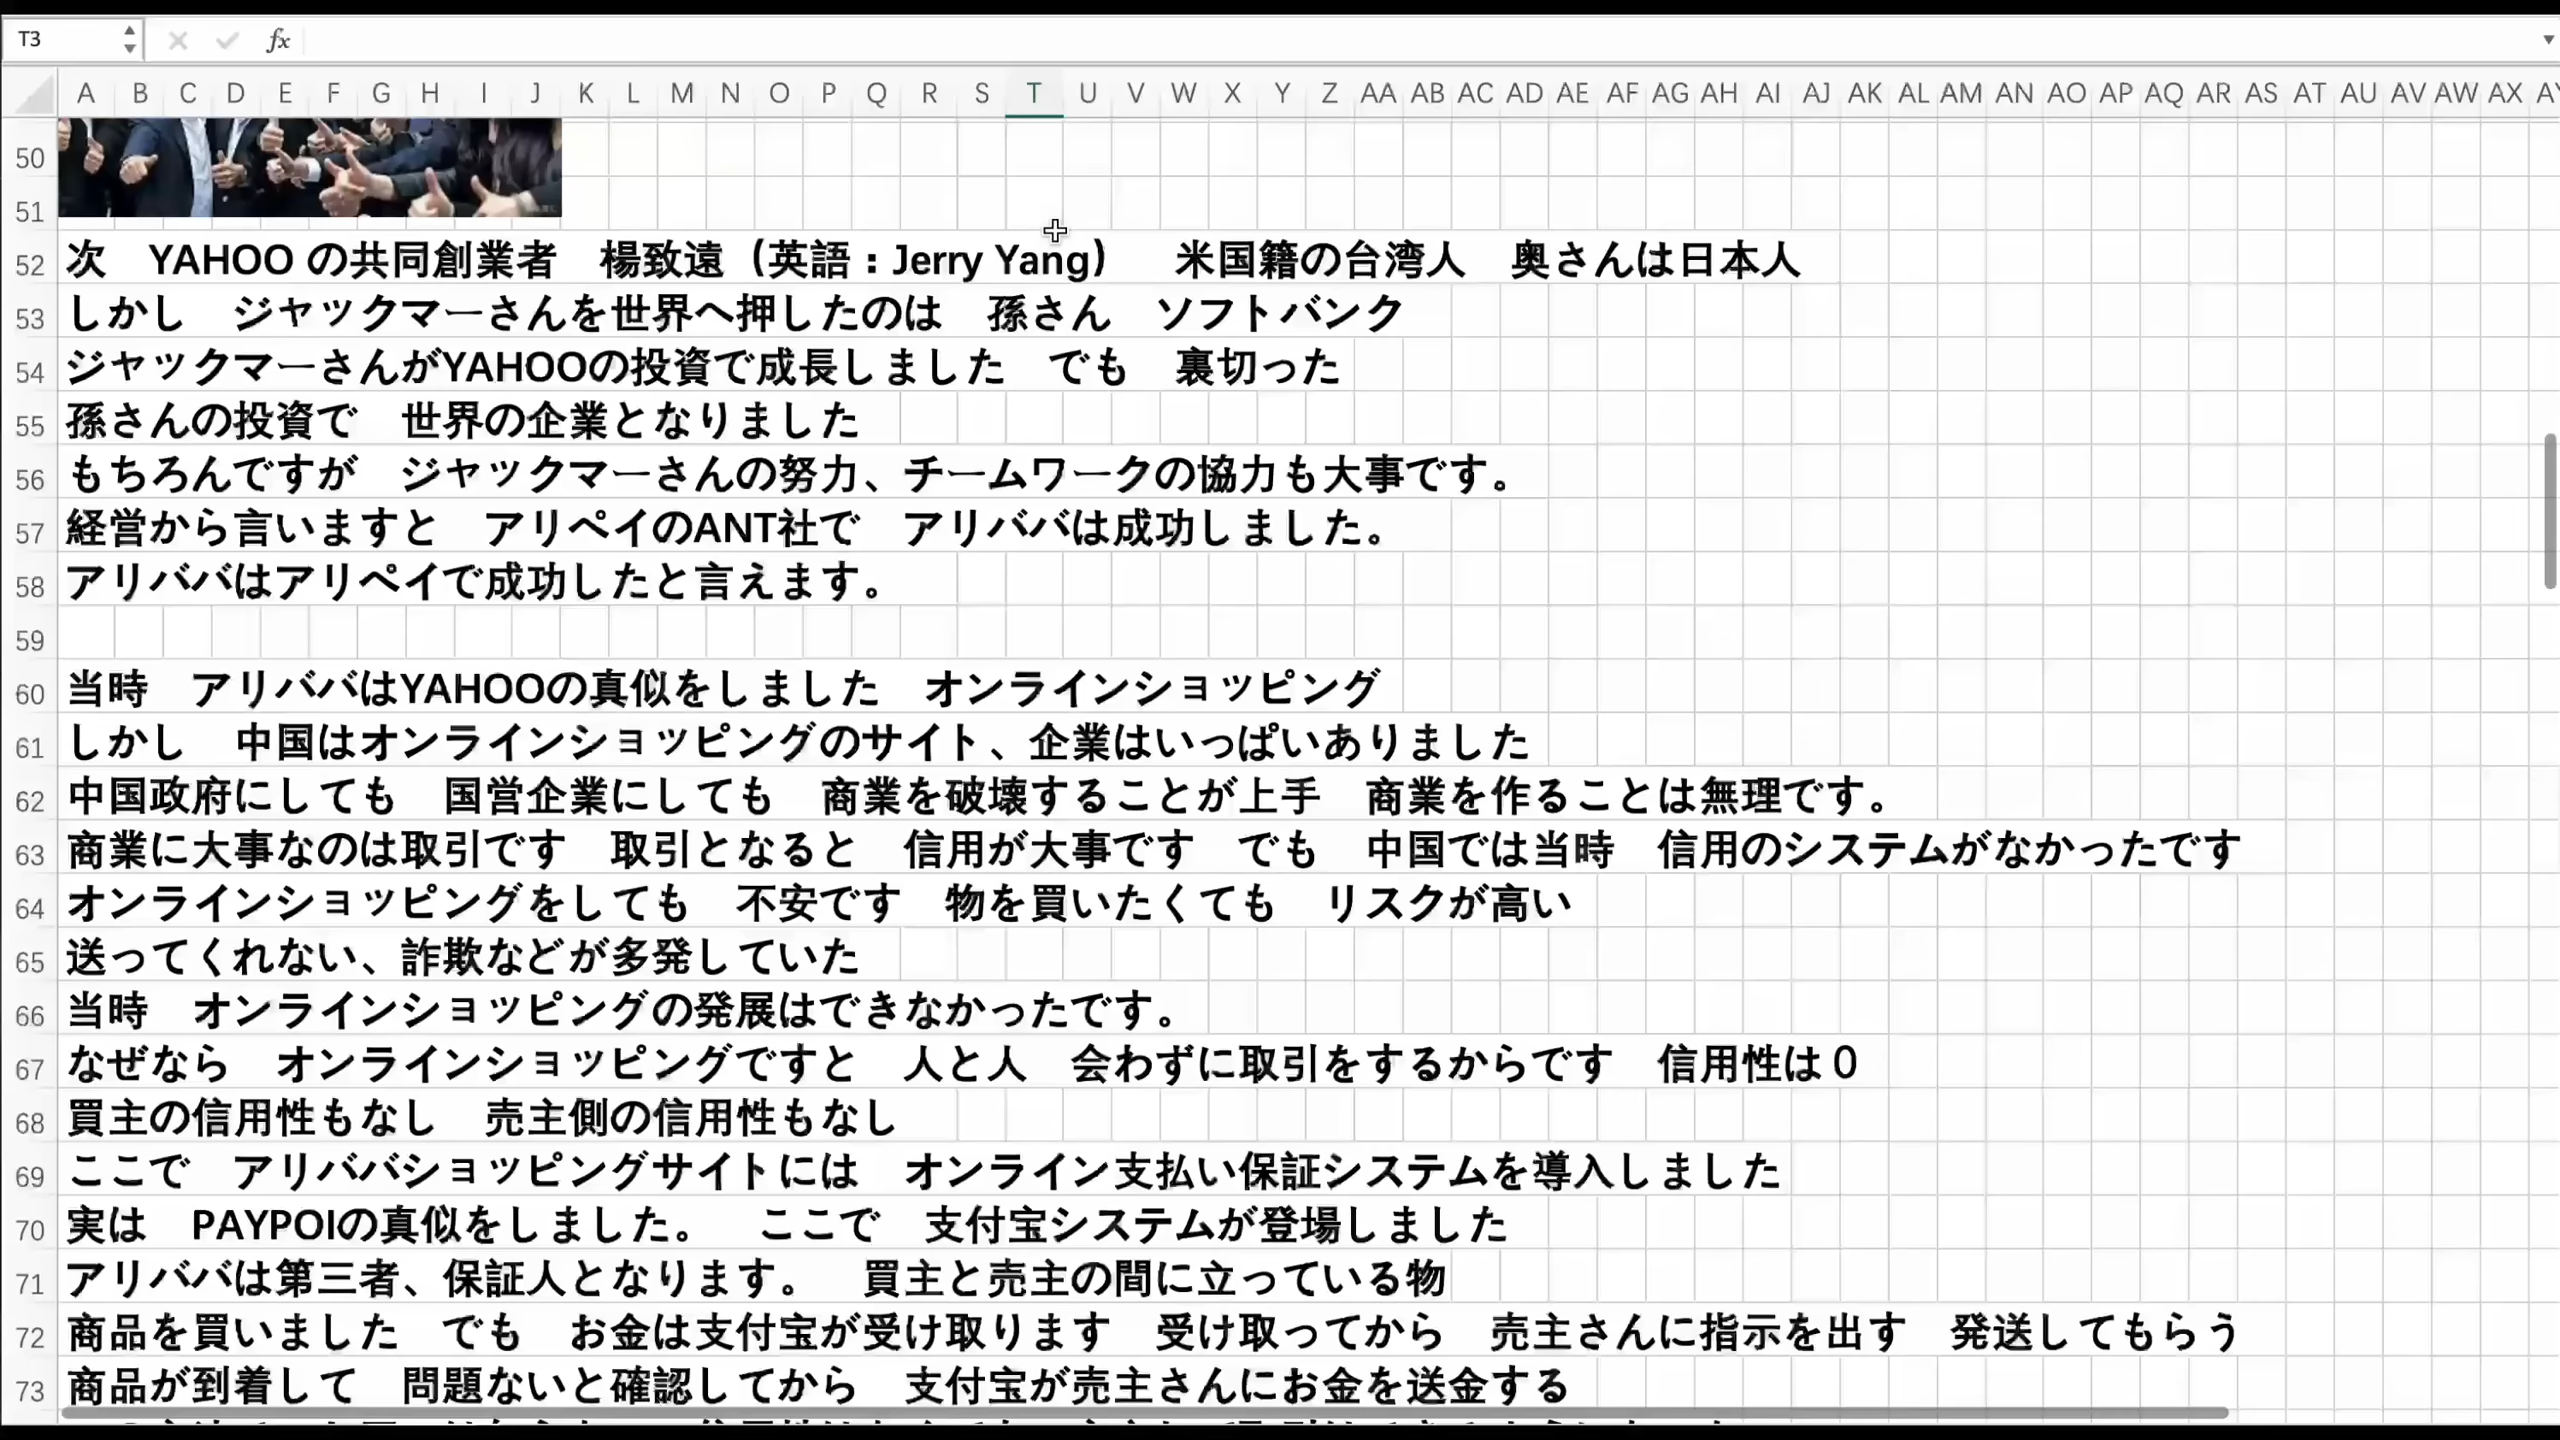 T3 fx
A B C D E F G H I J K L M N O P Q R S T U V W X Y Z AA AB AC AD AE AF AG AH AI AJ AK AL AM AN AO AP AQ AR AS AT AU AV AW AX
50
51
52 次　YAHOO の共同創業者　楊致遠（英語：Jerry Yang）　米国籍の台湾人　奥さんは日本人
53 しかし　ジャックマーさんを世界へ押したのは　孫さん　ソフトバンク
54 ジャックマーさんがYAHOOの投資で成長しました　でも　裏切った
55 孫さんの投資で　世界の企業となりました
56 もちろんですが　ジャックマーさんの努力、チームワークの協力も大事です。
57 経営から言いますと　アリペイのANT社で　アリババは成功しました。
58 アリババはアリペイで成功したと言えます。
59
60 当時　アリババはYAHOOの真似をしました　オンラインショッピング
61 しかし　中国はオンラインショッピングのサイト、企業はいっぱいありました
62 中国政府にしても　国営企業にしても　商業を破壊することが上手　商業を作ることは無理です。
63 商業に大事なのは取引です　取引となると　信用が大事です　でも　中国では当時　信用のシステムがなかったです
64 オンラインショッピングをしても　不安です　物を買いたくても　リスクが高い
65 送ってくれない、詐欺などが多発していた
66 当時　オンラインショッピングの発展はできなかったです。
67 なぜなら　オンラインショッピングですと　人と人　会わずに取引をするからです　信用性は０
68 買主の信用性もなし　売主側の信用性もなし
69 ここで　アリババショッピングサイトには　オンライン支払い保証システムを導入しました
70 実は　PAYPOIの真似をしました。　ここで　支付宝システムが登場しました
71 アリババは第三者、保証人となります。　買主と売主の間に立っている物
72 商品を買いました　でも　お金は支付宝が受け取ります　受け取ってから　売主さんに指示を出す　発送してもらう
73 商品が到着して　問題ないと確認してから　支付宝が売主さんにお金を送金する